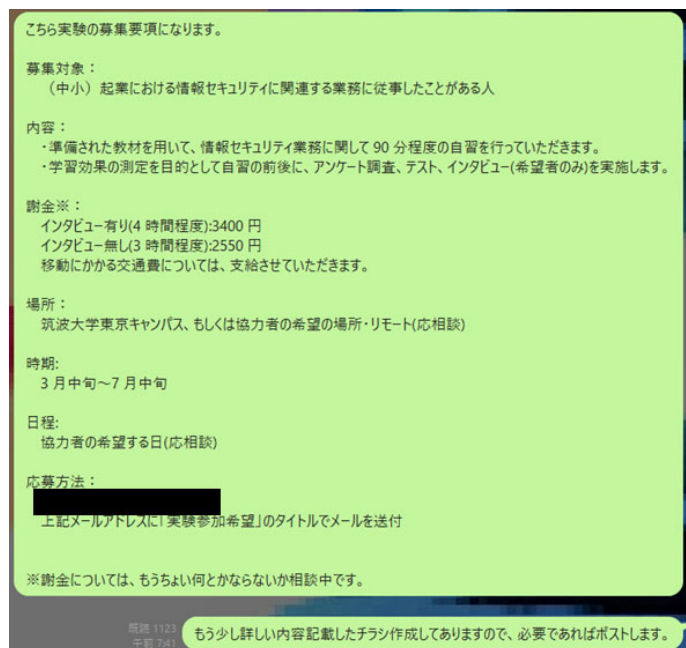 こちら実験の募集要項になります。
募集対象：
（中小）起業における情報セキュリティに関連する業務に従事したことがある人
内容：
・準備された教材を用いて、情報セキュリティ業務に関して 90 分程度の自習を行っていただきます。
・学習効果の測定を目的として自習の前後に、アンケート調査、テスト、インタビュー(希望者のみ)を実施します。
謝金※：
インタビュー有り(4 時間程度):3400 円
インタビュー無し(3 時間程度):2550 円
移動にかかる交通費については、支給させていただきます。
場所：
筑波大学東京キャンパス、もしくは協力者の希望の場所・リモート(応相談)
時期:
3 月中旬～7 月中旬
日程:
協力者の希望する日(応相談)
応募方法：
上記メールアドレスに「実験参加希望」のタイトルでメールを送付
※謝金については、もうちょい何とかならないか相談中です。
既読 1123
午前 7:41
もう少し詳しい内容記載したチラシ作成してありますので、必要であればポストします。